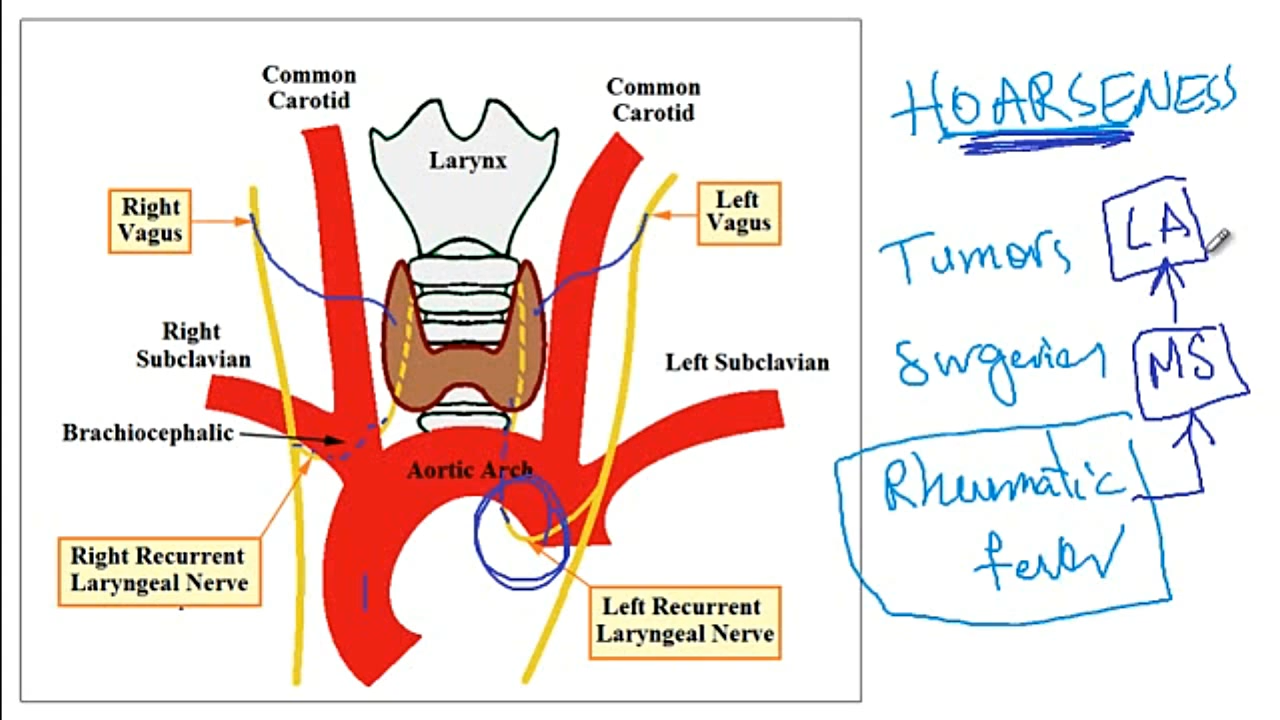 Common
Carotid
Common
Carotid
Larynx
Right
Vagus
Left
Vagus
Right
Subclavian
Left Subclavian
Brachiocephalic
Aortic Arch
Right Recurrent
Laryngeal Nerve
Left Recurrent
Laryngeal Nerve
HOARSENESS
Tumors
LA
Surgeries
MS
Rheumatic
fever